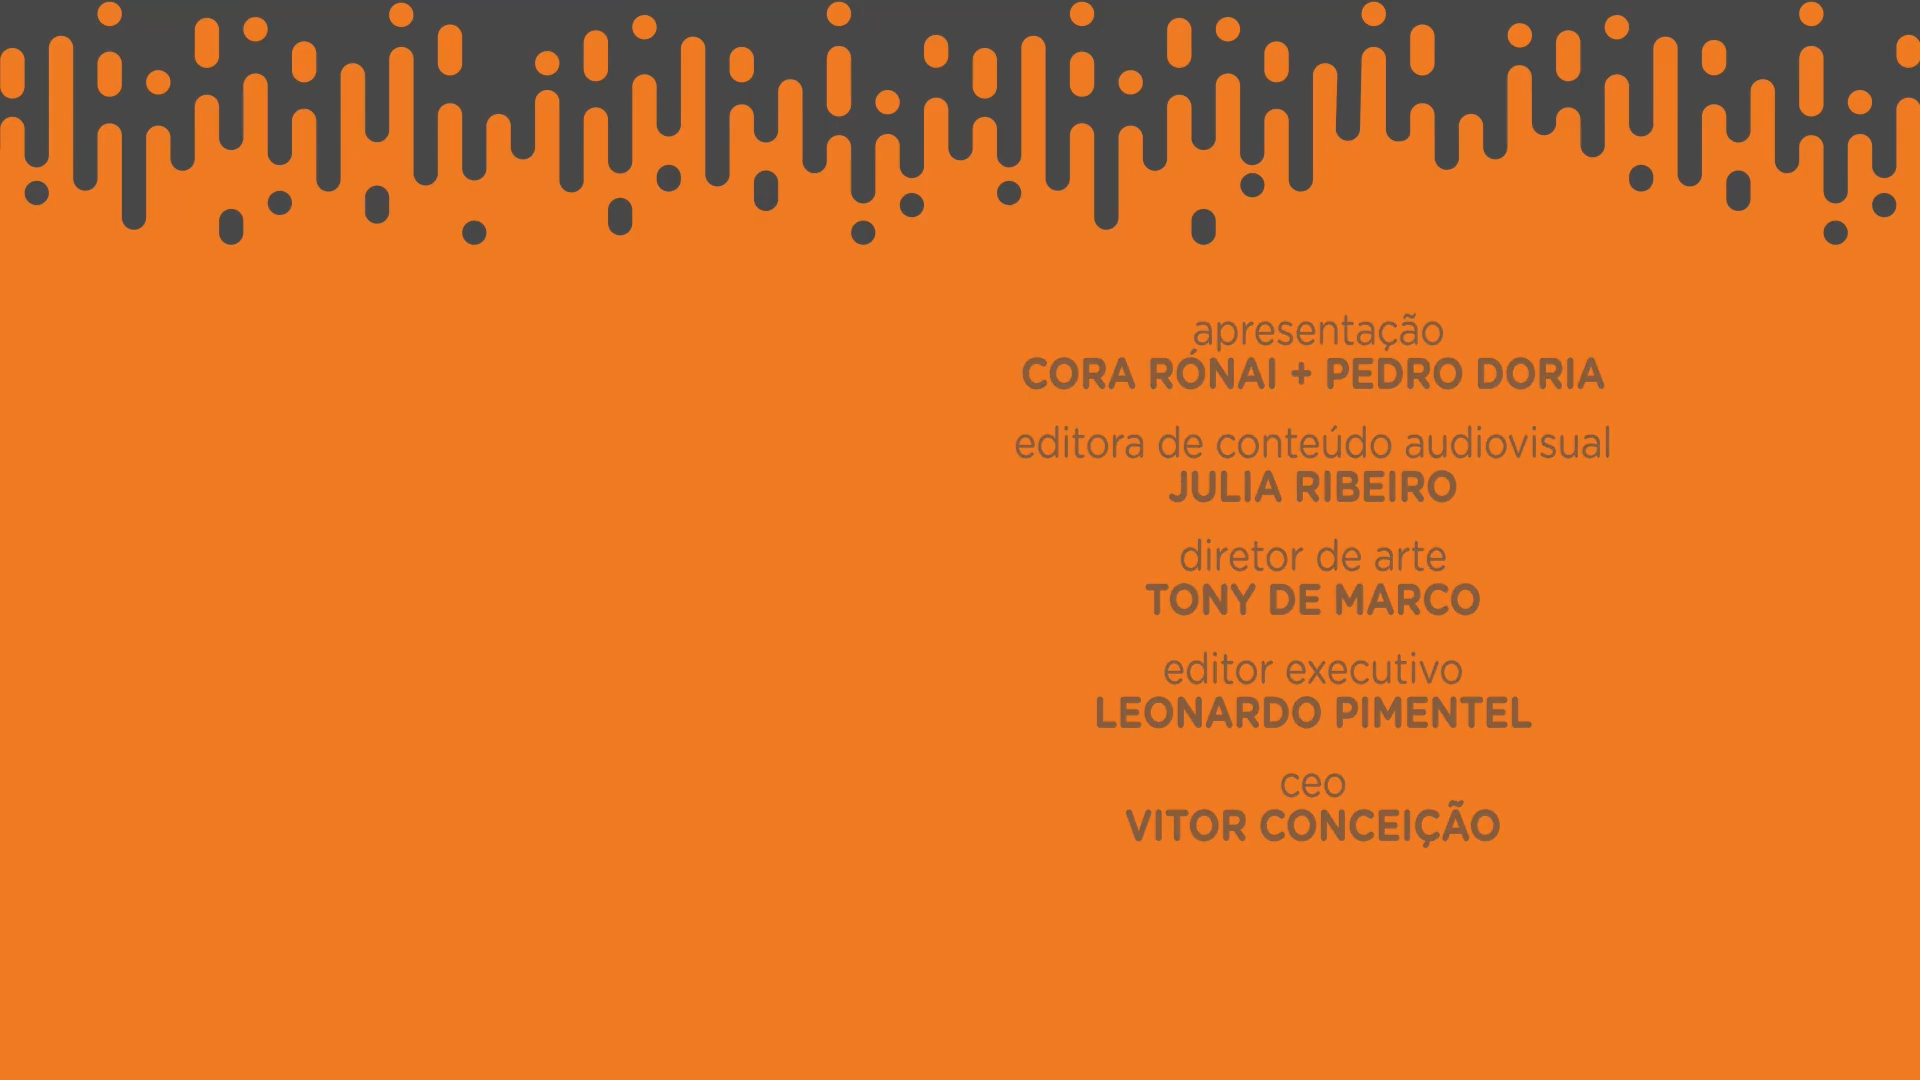 apresentação
CORA RÓNAI + PEDRO DORIA
editora de conteúdo audiovisual
JULIA RIBEIRO
diretor de arte
TONY DE MARCO
editor executivo
LEONARDO PIMENTEL
ceo
VITOR CONCEIÇÃO